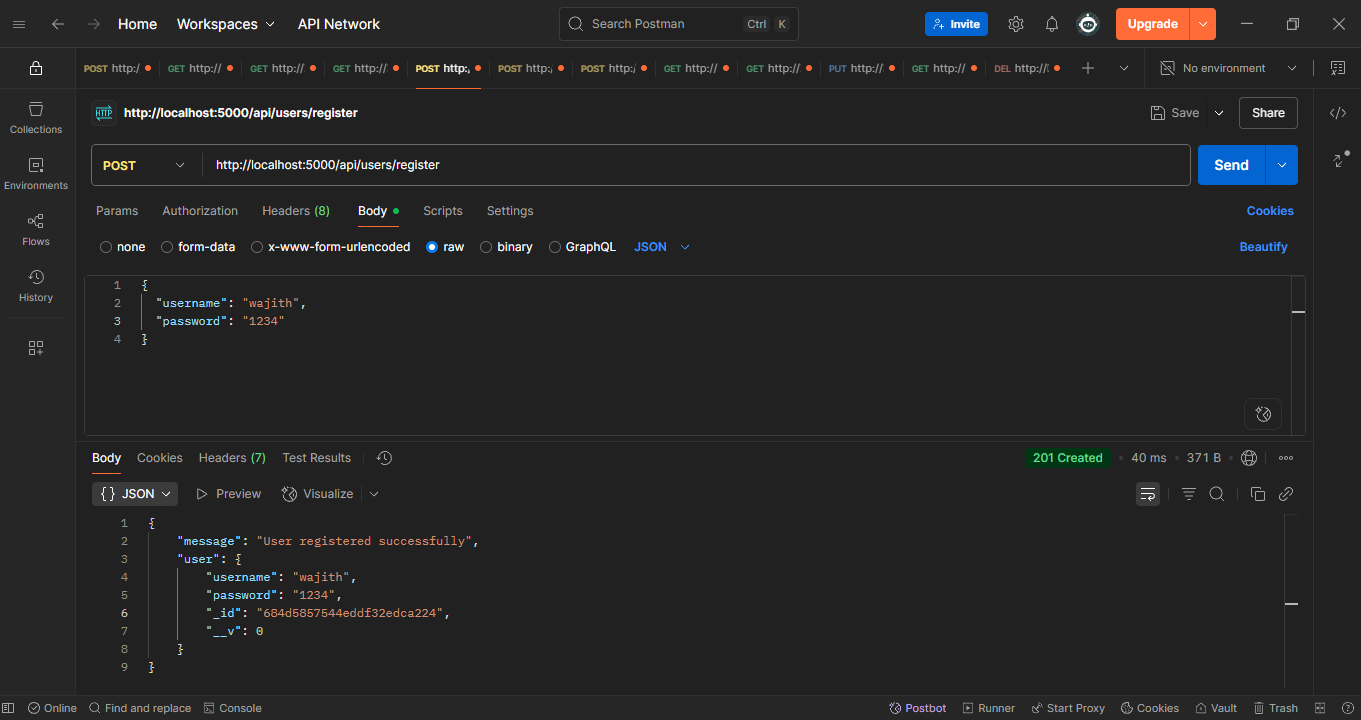 Home Workspaces API Network Search Postman Ctrl K Invite Upgrade
POST http:/ GET http:// GET http:// GET http:// POST http:, POST http:/ POST http:/ GET http:// GET http:// PUT http:// GET http:// DEL http:// No environment
HTTP http://localhost:5000/api/users/register Save Share
POST http://localhost:5000/api/users/register Send
Collections
Environments
Flows
History
Params Authorization Headers (8) Body Scripts Settings Cookies
none form-data x-www-form-urlencoded raw binary GraphQL JSON Beautify
1 {
2 "username": "wajith",
3 "password": "1234"
4 }
Body Cookies Headers (7) Test Results 201 Created 40 ms 371 B
{} JSON Preview Visualize
1 {
2 "message": "User registered successfully",
3 "user": {
4 "username": "wajith",
5 "password": "1234",
6 "_id": "684d5857544eddf32edca224",
7 "__v": 0
8 }
9 }
Online Find and replace Console Postbot Runner Start Proxy Cookies Vault Trash